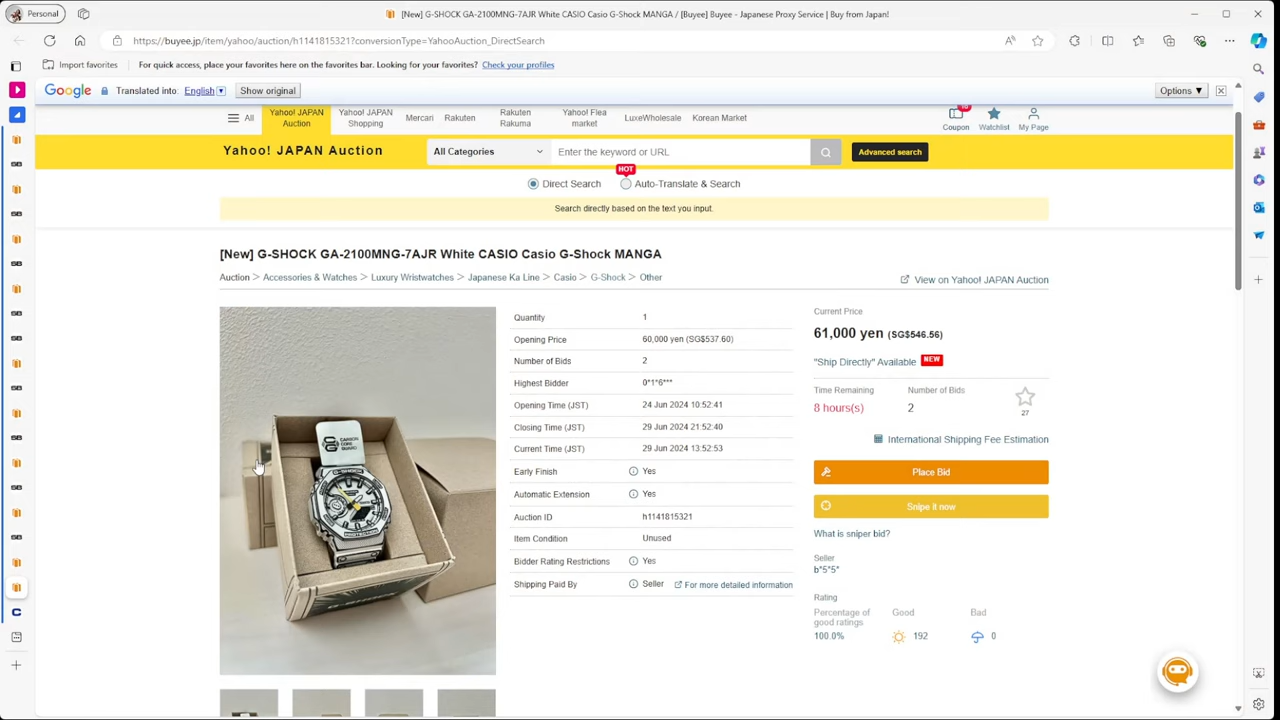 Personal
[New] G-SHOCK GA-2100MNG-7AJR White CASIO Casio G-Shock MANGA / [Buyee] Buyee - Japanese Proxy Service | Buy from Japan!
https://buyee.jp/item/yahoo/auction/h1141815321?conversionType=YahooAuction_DirectSearch
Import favorites
For quick access, place your favorites here on the favorites bar. Looking for your favorites? Check your profiles
Google Translated into: English Show original Options ▼
All
Yahoo! JAPAN Auction
Yahoo! JAPAN Shopping
Mercari
Rakuten
Rakuten Rakuma
Yahoo! Flea market
LuxeWholesale
Korean Market
Coupon
Watchlist
My Page
Yahoo! JAPAN Auction
All Categories
Enter the keyword or URL
Advanced search
HOT
Direct Search
Auto-Translate & Search
Search directly based on the text you input.
[New] G-SHOCK GA-2100MNG-7AJR White CASIO Casio G-Shock MANGA
Auction > Accessories & Watches > Luxury Wristwatches > Japanese Ka Line > Casio > G-Shock > Other
View on Yahoo! JAPAN Auction
CARBON CORE GUARD
Quantity 1
Opening Price 60,000 yen (SG$537.60)
Number of Bids 2
Highest Bidder 0*1*6***
Opening Time (JST) 24 Jun 2024 10:52:41
Closing Time (JST) 29 Jun 2024 21:52:40
Current Time (JST) 29 Jun 2024 13:52:53
Early Finish Yes
Automatic Extension Yes
Auction ID h1141815321
Item Condition Unused
Bidder Rating Restrictions Yes
Shipping Paid By Seller For more detailed information
Current Price
61,000 yen (SG$546.56)
"Ship Directly" Available NEW
Time Remaining
8 hours(s)
Number of Bids
2
27
International Shipping Fee Estimation
Place Bid
Snipe it now
What is sniper bid?
Seller
b*5*5*
Rating
Percentage of good ratings
100.0%
Good
192
Bad
0